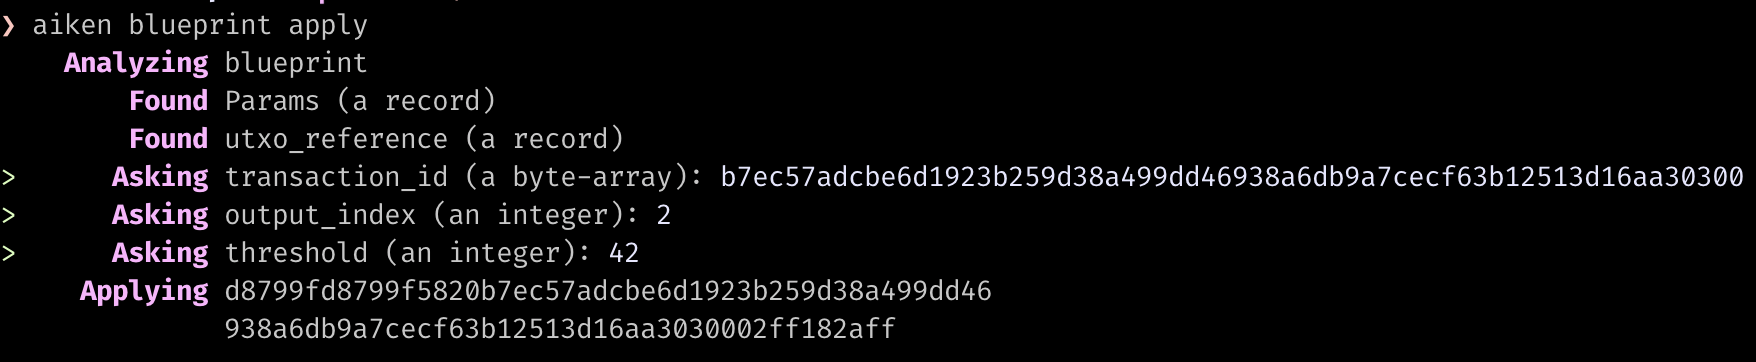 ❯ aiken blueprint apply
Analyzing blueprint
Found Params (a record)
Found utxo_reference (a record)
> Asking transaction_id (a byte-array): b7ec57adcbe6d1923b259d38a499dd46938a6db9a7cecf63b12513d16aa30300
> Asking output_index (an integer): 2
> Asking threshold (an integer): 42
Applying d8799fd8799f5820b7ec57adcbe6d1923b259d38a499dd46
938a6db9a7cecf63b12513d16aa3030002ff182aff